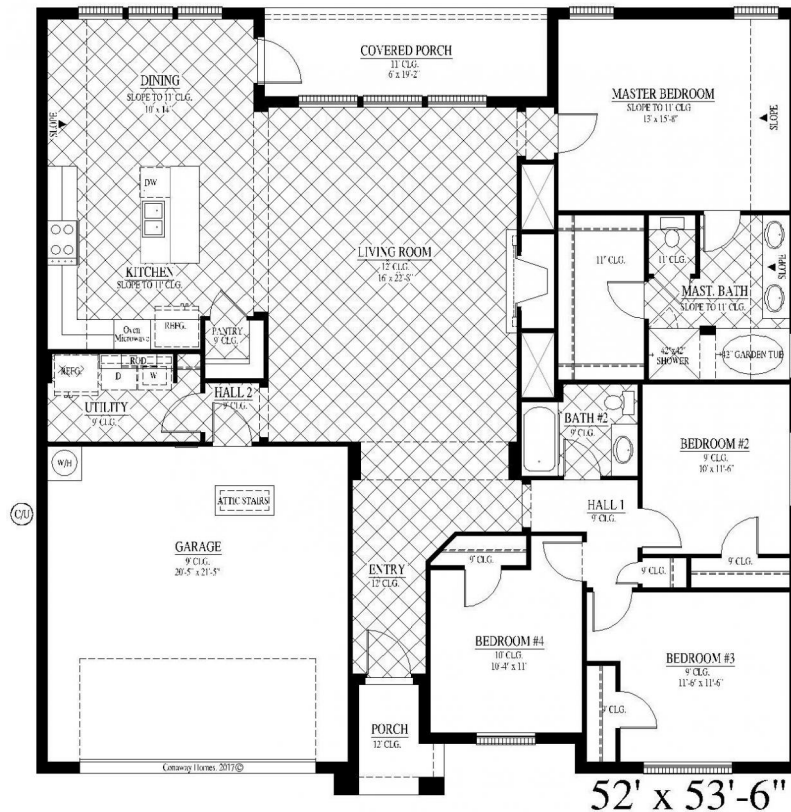 COVERED PORCH
11' CLG.
6' x 19'-2"
DINING
SLOPE TO 11' CLG.
10' x 14'
SLOPE
MASTER BEDROOM
SLOPE TO 11' CLG
13' x 15'-8"
SLOPE
DW
KITCHEN
SLOPE TO 11' CLG.
LIVING ROOM
12' CLG.
16' x 22'-8"
11' CLG.
11' CLG.
MAST. BATH
SLOPE TO 11' CLG.
SLOPE
Oven
Microwave
REFG.
PANTRY
9' CLG.
42"x42"
SHOWER
42" GARDEN TUB
REFG.
ROD
D
W
UTILITY
9' CLG.
HALL 2
9' CLG.
BATH #2
9' CLG.
BEDROOM #2
9' CLG.
10' x 11'-6"
W/H
ATTIC STAIRS
C/U
HALL 1
9' CLG.
GARAGE
9' CLG.
20'-5" x 21'-5"
ENTRY
12' CLG.
9' CLG.
9' CLG.
9' CLG.
BEDROOM #4
10' CLG.
10'-4" x 11'
BEDROOM #3
9' CLG.
11'-6" x 11'-6"
CLG.
PORCH
12' CLG.
Conaway Homes. 2017©
52' x 53'-6"